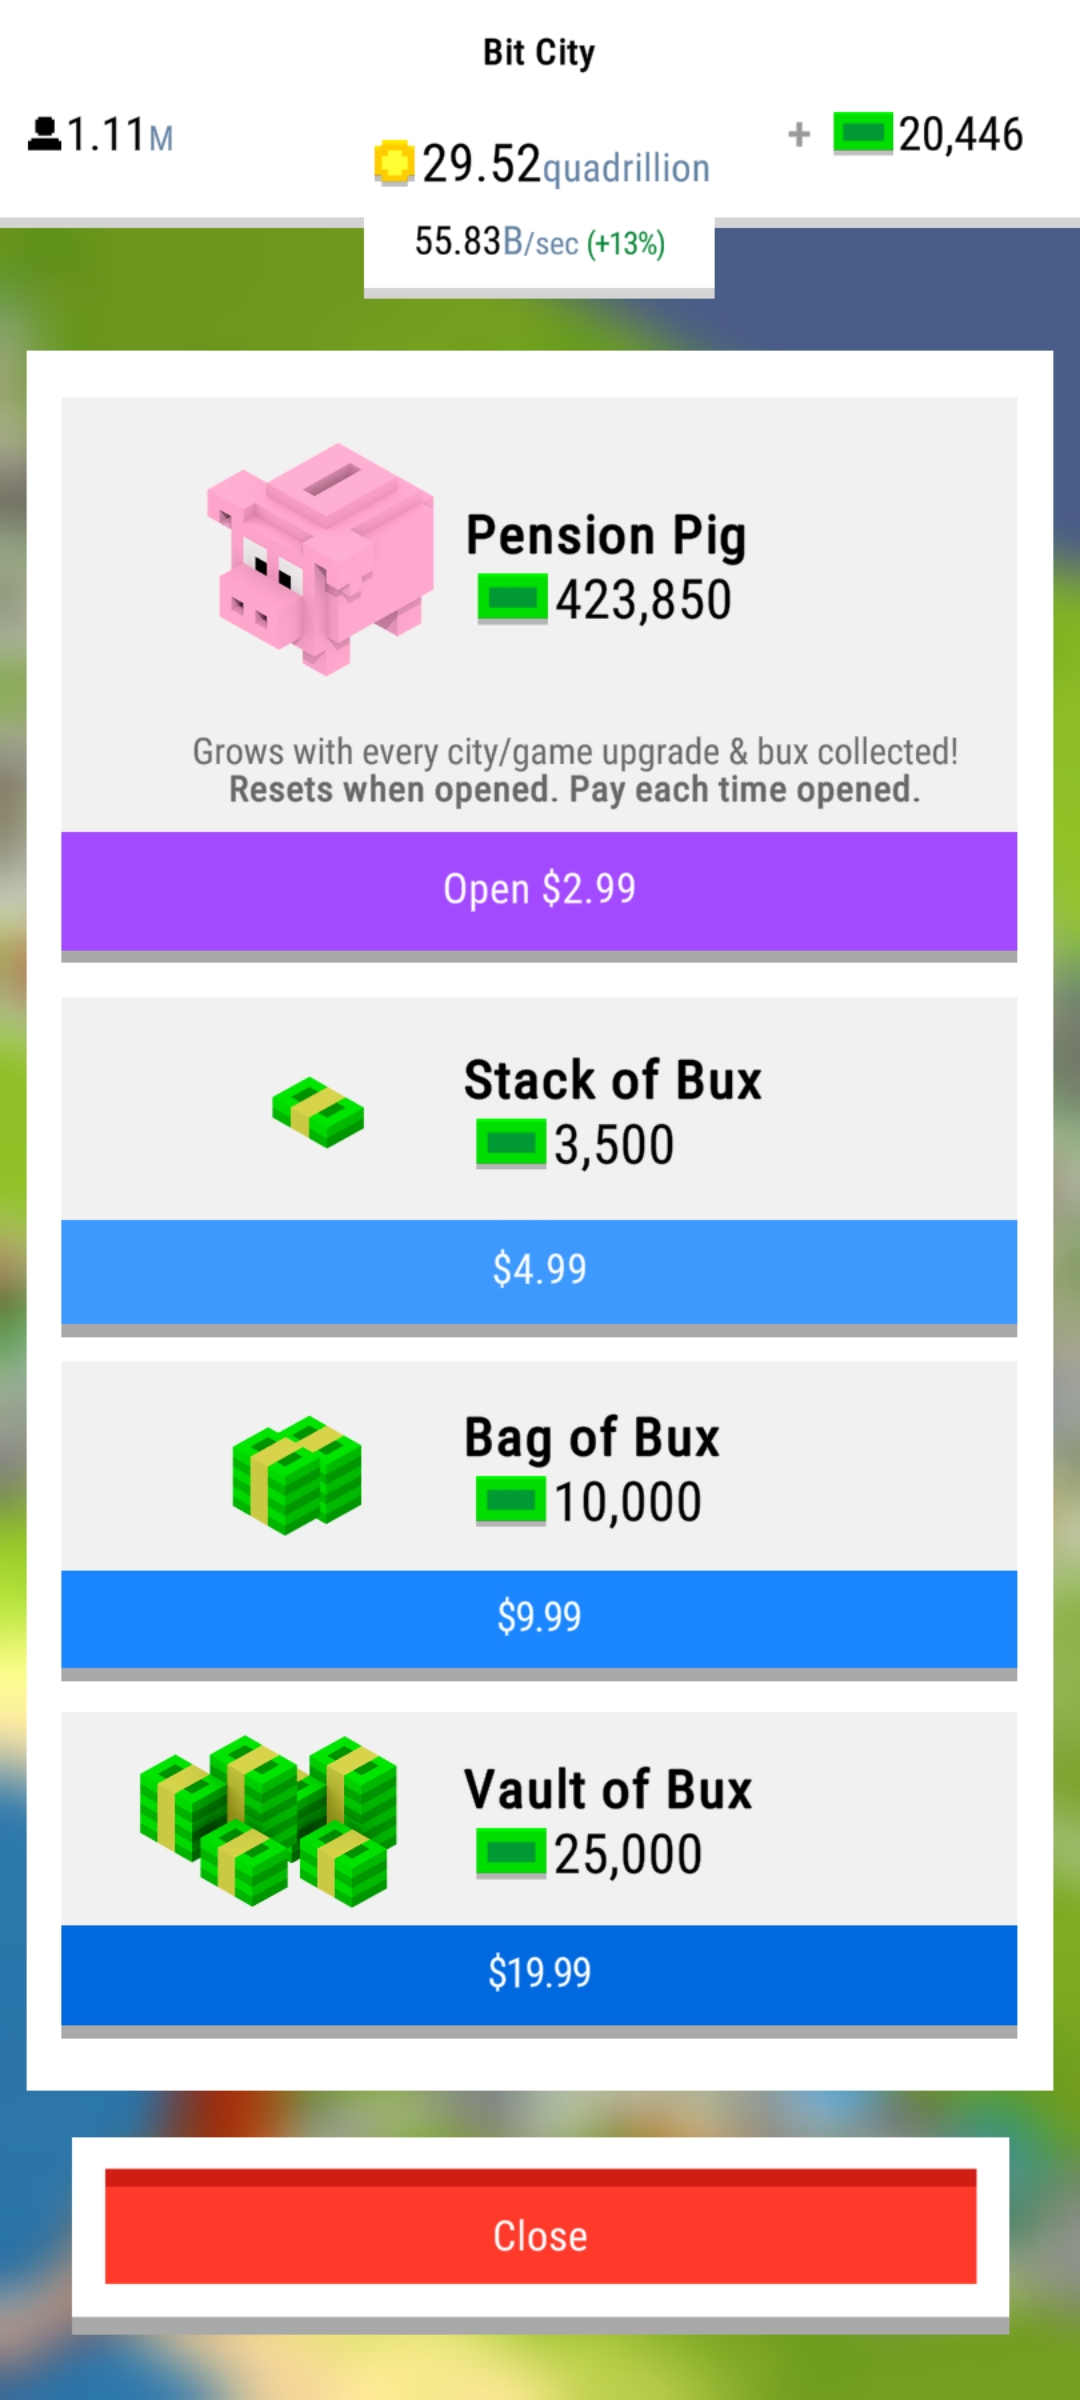 Bit City
1.11M
29.52quadrillion
+ 20,446
55.83B/sec (+13%)
Pension Pig
423,850
Grows with every city/game upgrade & bux collected!
Resets when opened. Pay each time opened.
Open $2.99
Stack of Bux
3,500
$4.99
Bag of Bux
10,000
$9.99
Vault of Bux
25,000
$19.99
Close